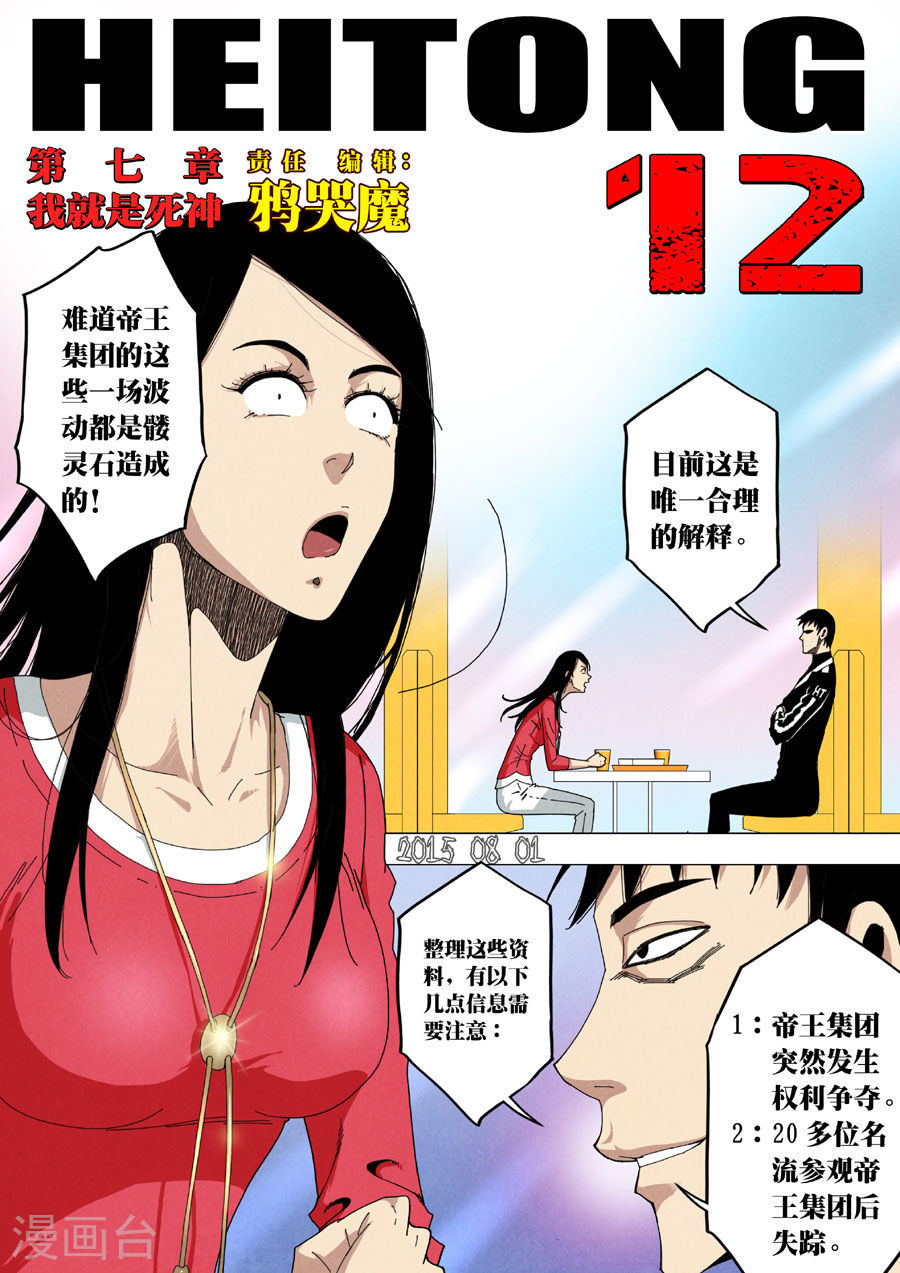 HEITONG
第七章
我就是死神
责任 编辑：
鸦哭魔
'12
难道帝王
集团的这
些一场波
动都是髅
灵石造成
的！
目前这是
唯一合理
的解释。
2015 08 01
整理这些资
料，有以下
几点信息需
要注意：
1：帝王集团
突然发生
权利争夺。
2：20多位名
流参观帝
王集团后
失踪。
漫画台